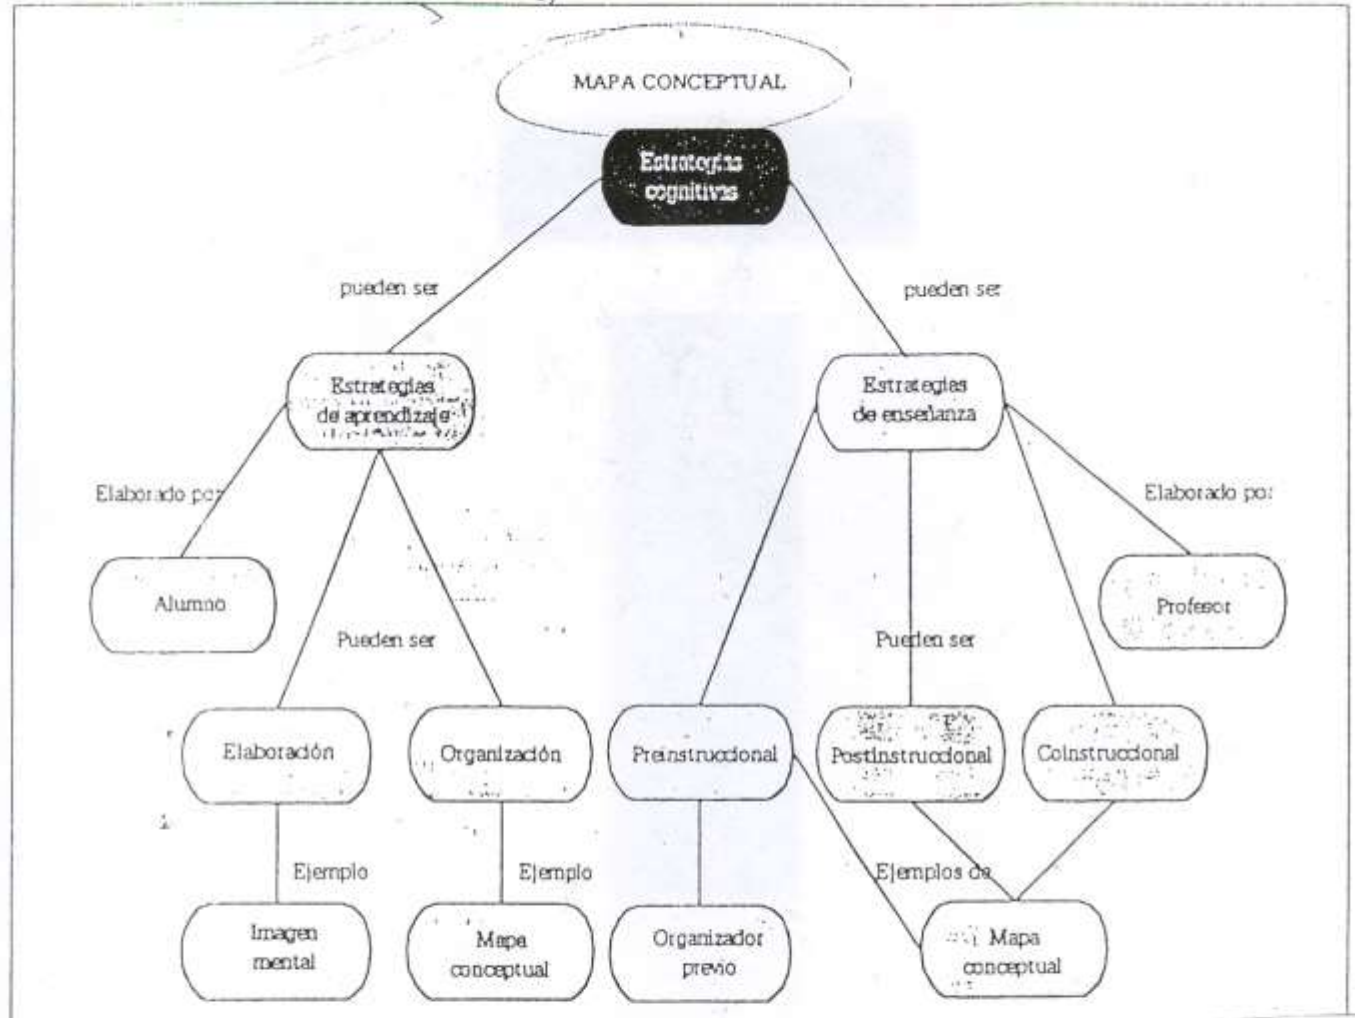 MAPA CONCEPTUAL
Estrategias
cognitivas
pueden ser
pueden ser
Estrategias
de aprendizaje
Estrategias
de enseñanza
Elaborado por
Elaborado por
Alumno
Profesor
Pueden ser
Pueden ser
Elaboración
Organización
Preinstruccional
Postinstruccional
Coinstruccional
Ejemplo
Ejemplo
Ejemplos de
Imagen
mental
Mapa
conceptual
Organizador
previo
Mapa
conceptual